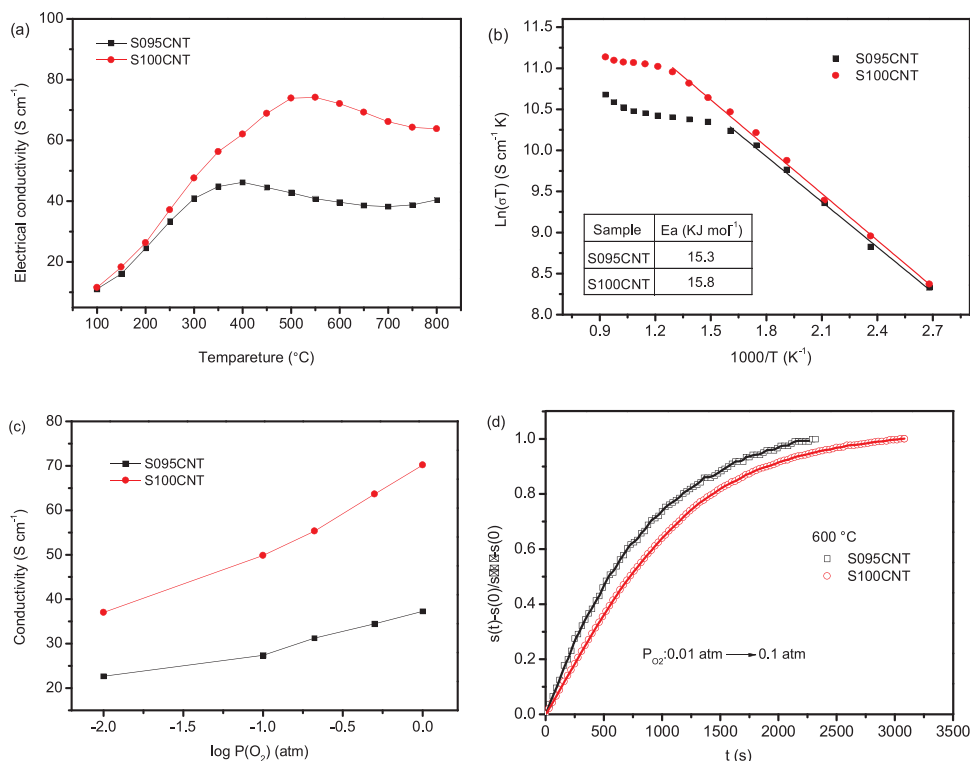 (a)
S095CNT
S100CNT
Electrical conductivity (S cm⁻¹)
100
80
60
40
20
100 200 300 400 500 600 700 800
Tempareture (°C)
(b)
S095CNT
S100CNT
Ln(σT) (S cm⁻¹ K)
11.5
11.0
10.5
10.0
9.5
9.0
8.5
8.0
Sample Ea (KJ mol⁻¹)
S095CNT 15.3
S100CNT 15.8
0.9 1.2 1.5 1.8 2.1 2.4 2.7
1000/T (K⁻¹)
(c)
S095CNT
S100CNT
Conductivity (S cm⁻¹)
80
70
60
50
40
30
20
-2.0 -1.5 -1.0 -0.5 0.0
log P(O₂) (atm)
(d)
s(t)-s(0)/s -s(0)
1.0
0.8
0.6
0.4
0.2
0.0
600 °C
S095CNT
S100CNT
P_O2:0.01 atm → 0.1 atm
0 500 1000 1500 2000 2500 3000 3500
t (s)